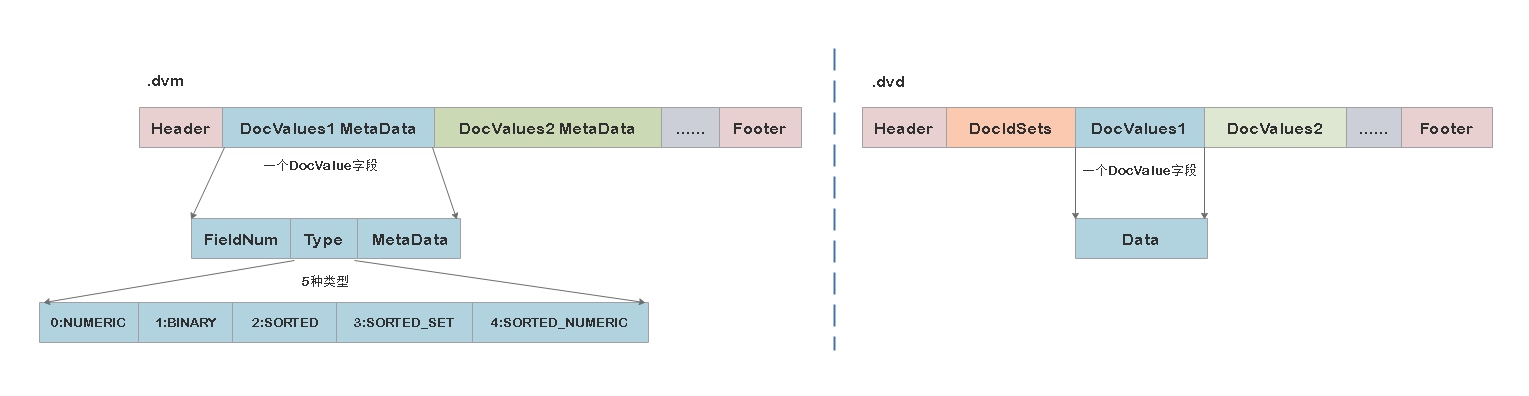 .dvm
Header DocValues1 MetaData DocValues2 MetaData ...... Footer
一个DocValue字段
FieldNum Type MetaData
5种类型
0:NUMERIC 1:BINARY 2:SORTED 3:SORTED_SET 4:SORTED_NUMERIC
.dvd
Header DocIdSets DocValues1 DocValues2 ...... Footer
一个DocValue字段
Data